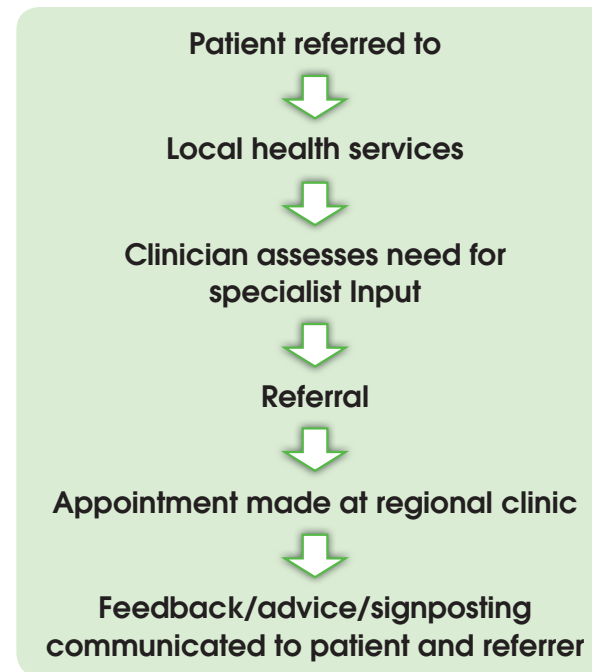 Patient referred to
Local health services
Clinician assesses need for
specialist Input
Referral
Appointment made at regional clinic
Feedback/advice/signposting
communicated to patient and referrer